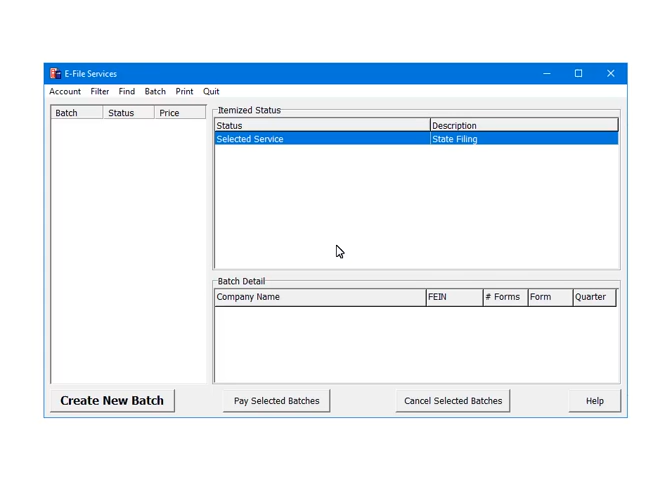 E-File Services
Account Filter Find Batch Print Quit
Batch Status Price
Itemized Status
Status Description
Selected Service State Filing
Batch Detail
Company Name FEIN # Forms Form Quarter
Create New Batch Pay Selected Batches Cancel Selected Batches Help